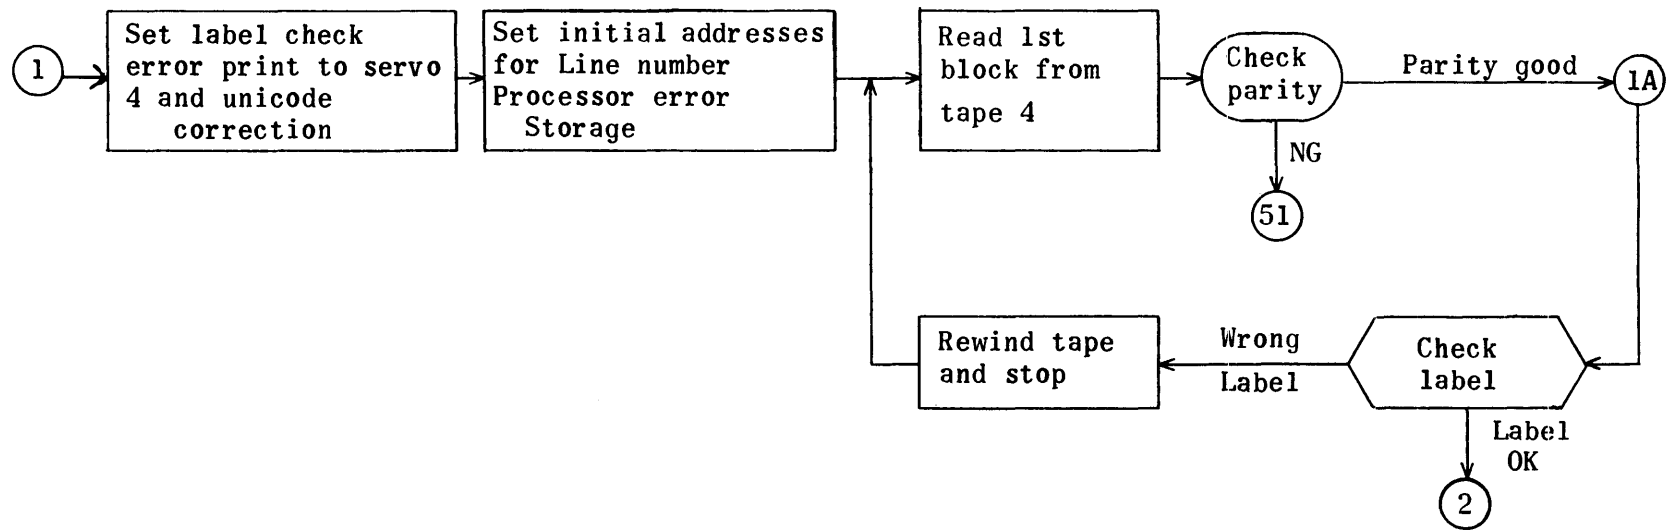 1
Set label check
error print to servo
4 and unicode
correction
Set initial addresses
for Line number
Processor error
Storage
Read 1st
block from
tape 4
Check
parity
Parity good
1A
NG
51
Rewind tape
and stop
Wrong
Label
Check
label
Label
OK
2